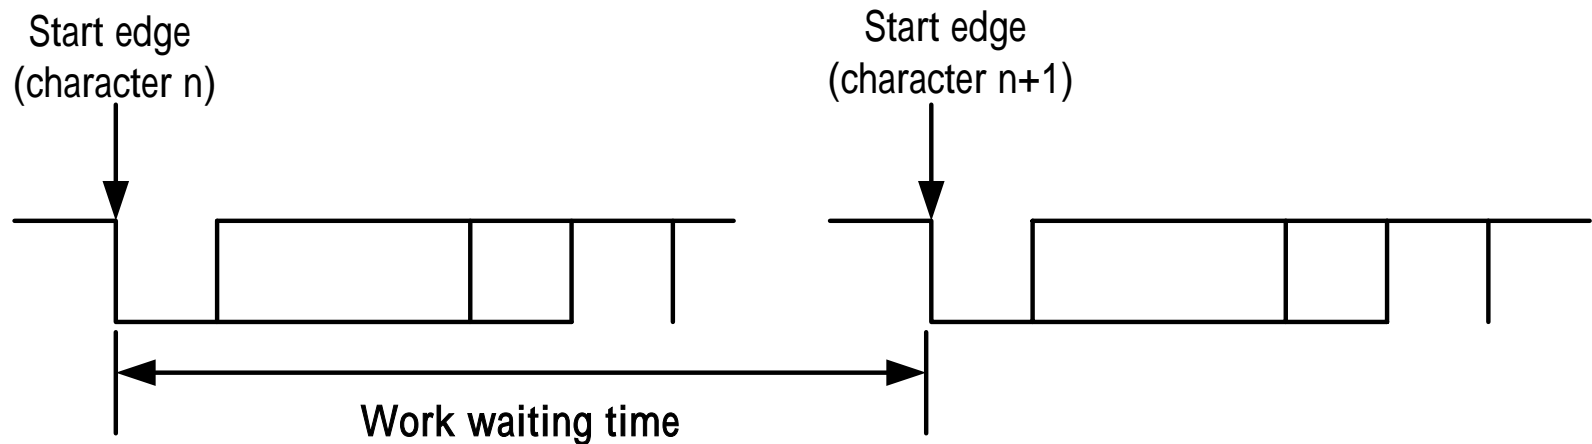 Start edge
(character n)
Start edge
(character n+1)
Work waiting time